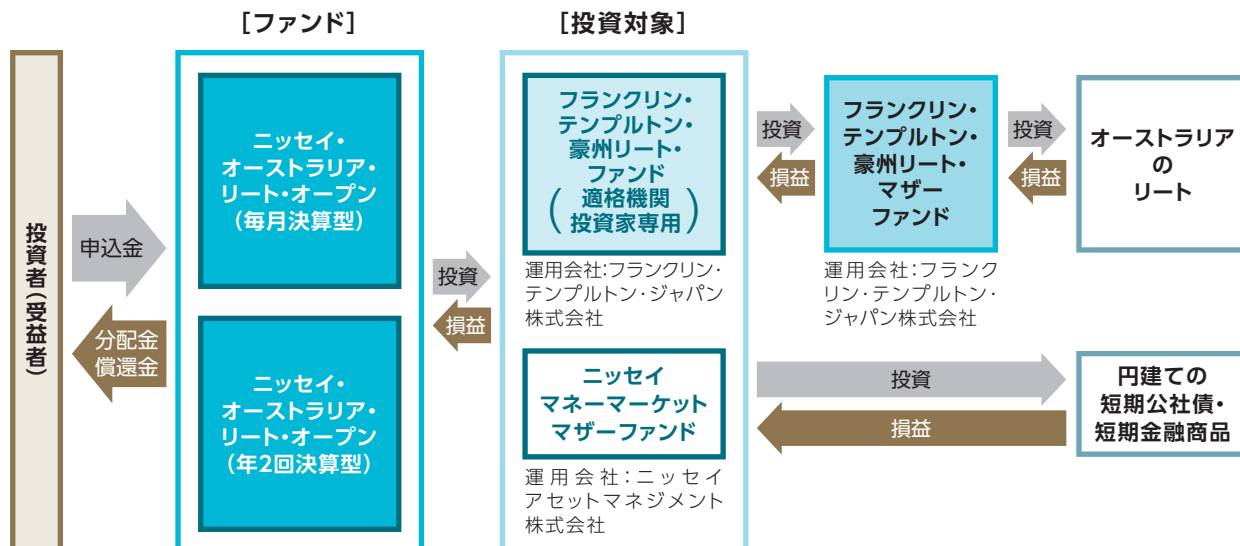 [ファンド]
[投資対象]
投資者(受益者)
申込金
分配金
償還金
ニッセイ・
オーストラリア・
リート・オープン
(毎月決算型)
ニッセイ・
オーストラリア・
リート・オープン
(年2回決算型)
投資
損益
フランクリン・
テンプルトン・
豪州リート・
ファンド
(適格機関
投資家専用)
運用会社:フランクリン・
テンプルトン・ジャパン
株式会社
投資
損益
フランクリン・
テンプルトン・
豪州リート・
マザー
ファンド
運用会社:フランク
リン・テンプルトン・
ジャパン株式会社
投資
損益
オーストラリア
の
リート
ニッセイ
マネーマーケット
マザーファンド
運用会社:ニッセイ
アセットマネジメント
株式会社
投資
損益
円建ての
短期公社債・
短期金融商品